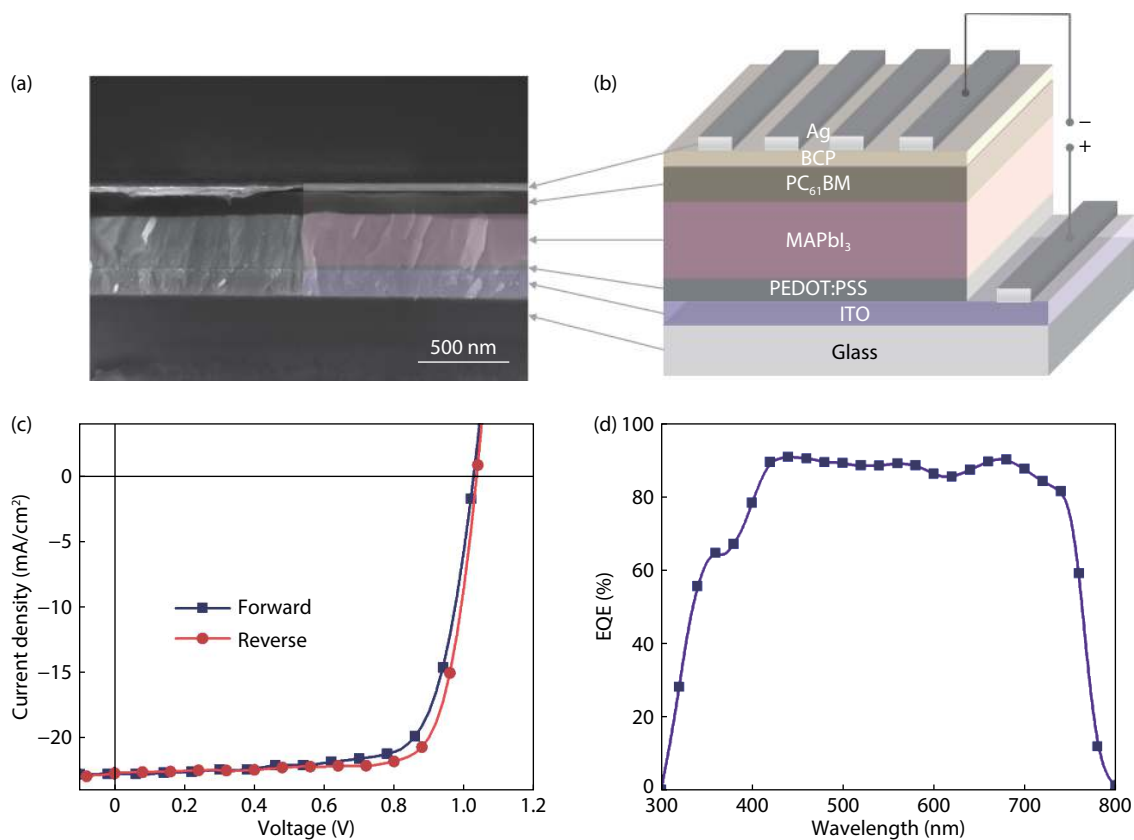 (a)
500 nm
(b)
Ag
BCP
PC₆₁BM
MAPbI₃
PEDOT:PSS
ITO
Glass
−
+
(c)
Current density (mA/cm²)
0
−5
−10
−15
−20
Forward
Reverse
0 0.2 0.4 0.6 0.8 1.0 1.2
Voltage (V)
(d)
EQE (%)
100
80
60
40
20
0
300 400 500 600 700 800
Wavelength (nm)